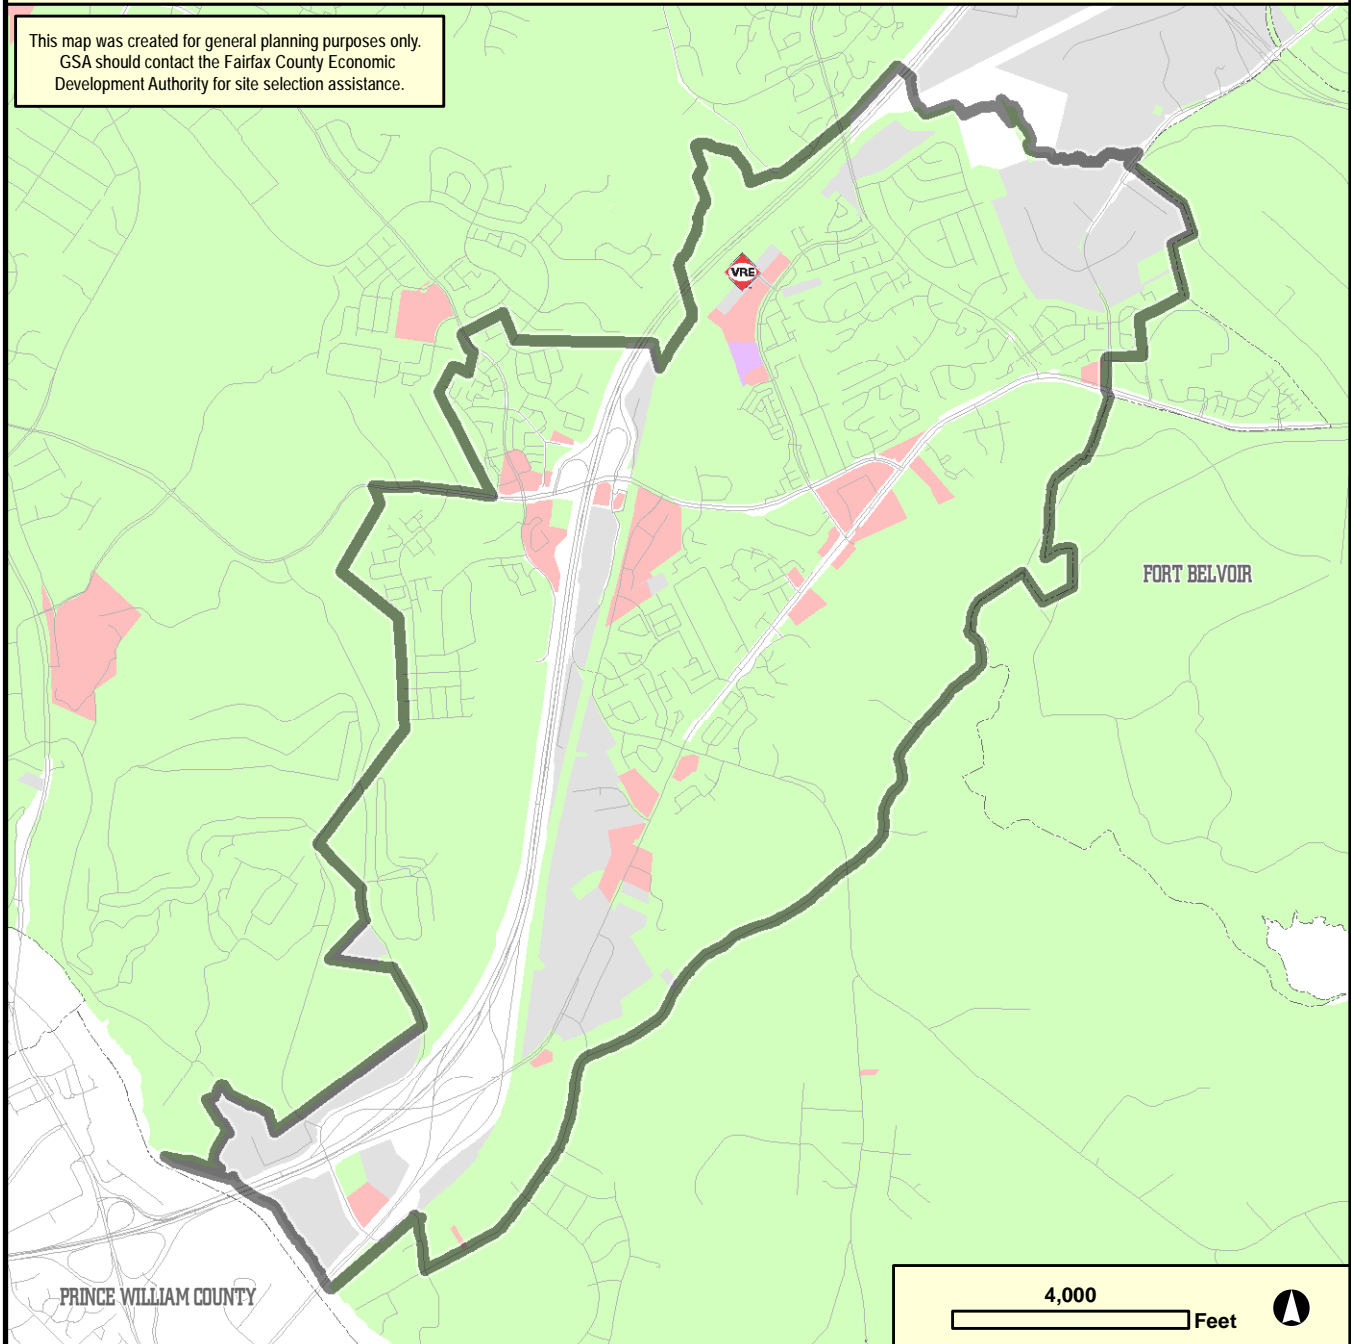 This map was created for general planning purposes only.
GSA should contact the Fairfax County Economic
Development Authority for site selection assistance.
VRE
FORT BELVOIR
PRINCE WILLIAM COUNTY
4,000
Feet